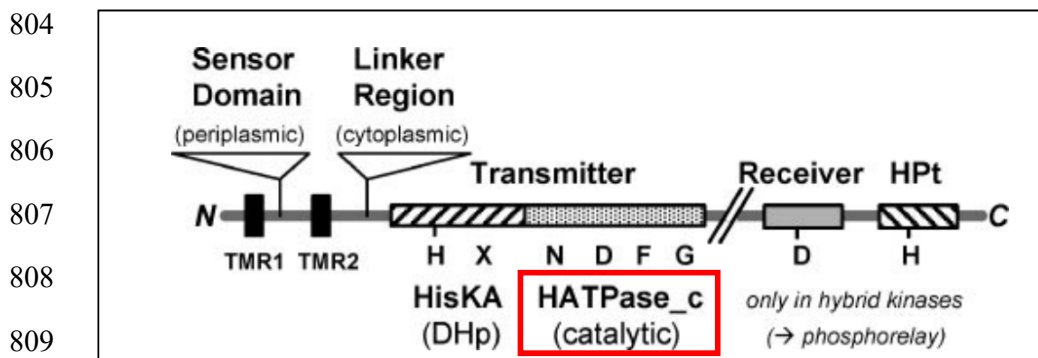 804
805
806
807
808
809
Sensor Domain
(periplasmic)
Linker Region
(cytoplasmic)
Transmitter
Receiver HPt
N
C
TMR1 TMR2
H X N D F G D H
HisKA
(DHp)
HATPase_c
(catalytic)
only in hybrid kinases
(→ phosphorelay)